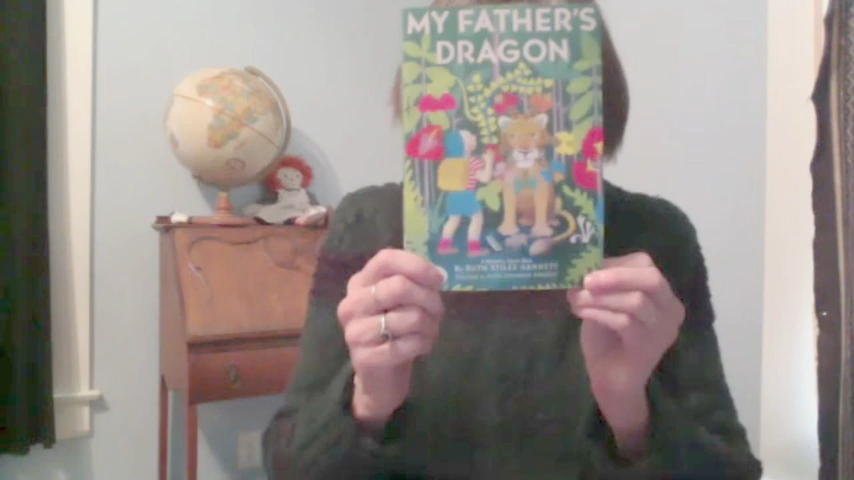 MY FATHER'S
DRAGON
BY RUTH STILES GANNETT